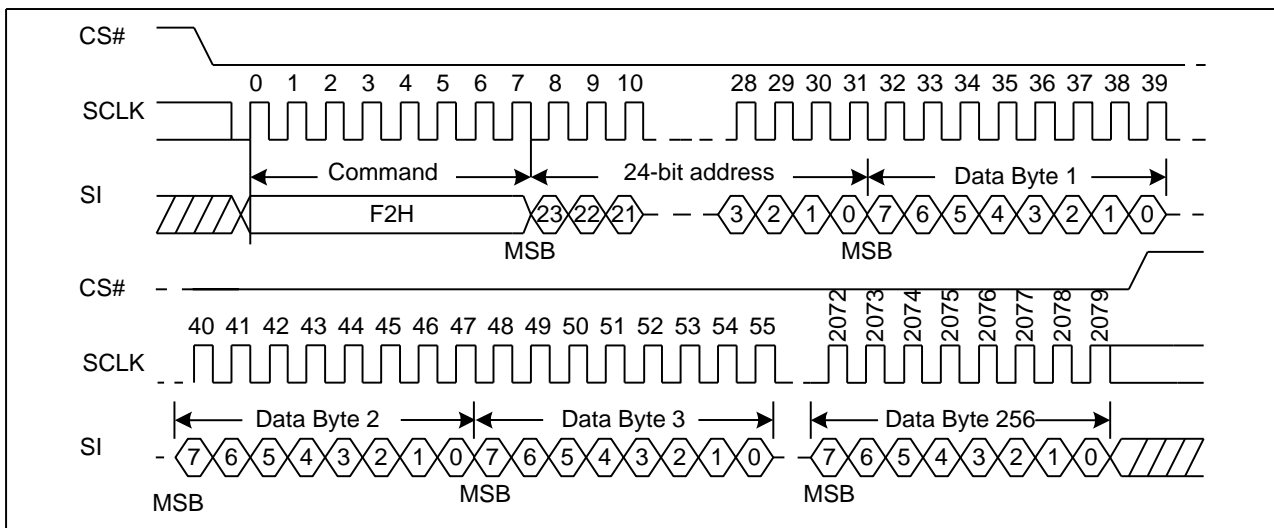 CS#
0 1 2 3 4 5 6 7 8 9 10 28 29 30 31 32 33 34 35 36 37 38 39
SCLK
Command 24-bit address Data Byte 1
SI
F2H 23 22 21 3 2 1 0 7 6 5 4 3 2 1 0
MSB MSB
CS#
40 41 42 43 44 45 46 47 48 49 50 51 52 53 54 55 2072 2073 2074 2075 2076 2077 2078 2079
SCLK
Data Byte 2 Data Byte 3 Data Byte 256
SI
7 6 5 4 3 2 1 0 7 6 5 4 3 2 1 0 7 6 5 4 3 2 1 0
MSB MSB MSB